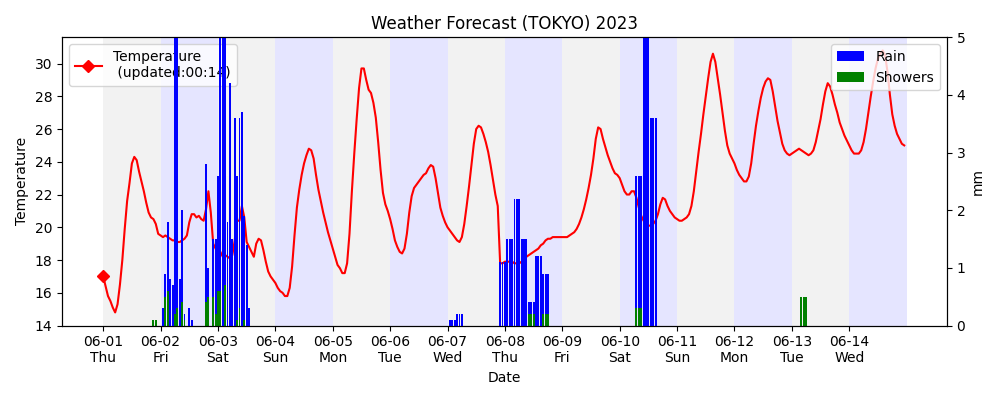 Weather Forecast (TOKYO) 2023
Temperature
(updated:00:14)
Rain
Showers
Temperature
30
28
26
24
22
20
18
16
14
5
4
3
2
1
0
mm
06-01 06-02 06-03 06-04 06-05 06-06 06-07 06-08 06-09 06-10 06-11 06-12 06-13 06-14
Thu Fri Sat Sun Mon Tue Wed Thu Fri Sat Sun Mon Tue Wed
Date